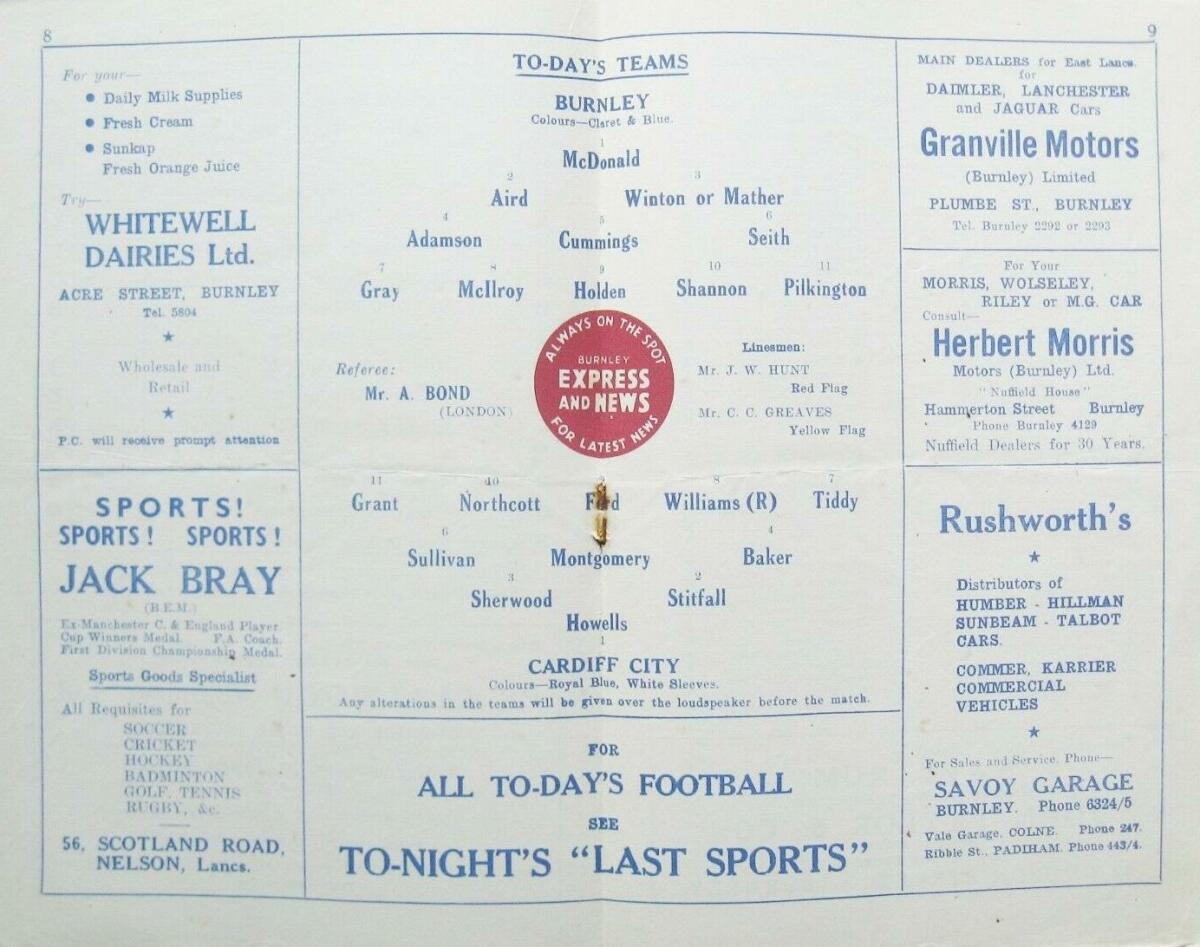 8
9
For your—
● Daily Milk Supplies
● Fresh Cream
● Sunkap
Fresh Orange Juice
Try—
WHITEWELL
DAIRIES Ltd.
ACRE STREET, BURNLEY
Tel. 5804
★
Wholesale and
Retail
★
P.C. will receive prompt attention
SPORTS!
SPORTS! SPORTS!
JACK BRAY
(B.E.M.)
Ex-Manchester C. & England Player
Cup Winners Medal. F.A. Coach.
First Division Championship Medal.
Sports Goods Specialist
All Requisites for
SOCCER
CRICKET
HOCKEY
BADMINTON
GOLF, TENNIS
RUGBY, &c.
56, SCOTLAND ROAD,
NELSON, Lancs.
TO-DAY'S TEAMS
BURNLEY
Colours—Claret & Blue.
1
McDonald
2 3
Aird Winton or Mather
4 5 6
Adamson Cummings Seith
7 8 9 10 11
Gray McIlroy Holden Shannon Pilkington
Referee:
Mr. A. BOND
(LONDON)
ALWAYS ON THE SPOT
BURNLEY
EXPRESS
AND NEWS
FOR LATEST NEWS
Linesmen:
Mr. J. W. HUNT
Red Flag
Mr. C. C. GREAVES
Yellow Flag
11 10 8 7
Grant Northcott Williams (R) Tiddy
6 4
Sullivan Montgomery Baker
3 2
Sherwood Stitfall
Howells
1
CARDIFF CITY
Colours—Royal Blue, White Sleeves.
Any alterations in the teams will be given over the loudspeaker before the match.
FOR
ALL TO-DAY'S FOOTBALL
SEE
TO-NIGHT'S "LAST SPORTS"
MAIN DEALERS for East Lancs.
for
DAIMLER, LANCHESTER
and JAGUAR Cars
Granville Motors
(Burnley) Limited
PLUMBE ST., BURNLEY
Tel. Burnley 2292 or 2293
For Your
MORRIS, WOLSELEY,
RILEY or M.G. CAR
Consult—
Herbert Morris
Motors (Burnley) Ltd.
"Nuffield House"
Hammerton Street Burnley
Phone Burnley 4129
Nuffield Dealers for 30 Years.
Rushworth's
★
Distributors of
HUMBER - HILLMAN
SUNBEAM - TALBOT
CARS.
COMMER, KARRIER
COMMERCIAL
VEHICLES
★
For Sales and Service, Phone—
SAVOY GARAGE
BURNLEY. Phone 6324/5
Vale Garage, COLNE. Phone 247.
Ribble St., PADIHAM. Phone 443/4.